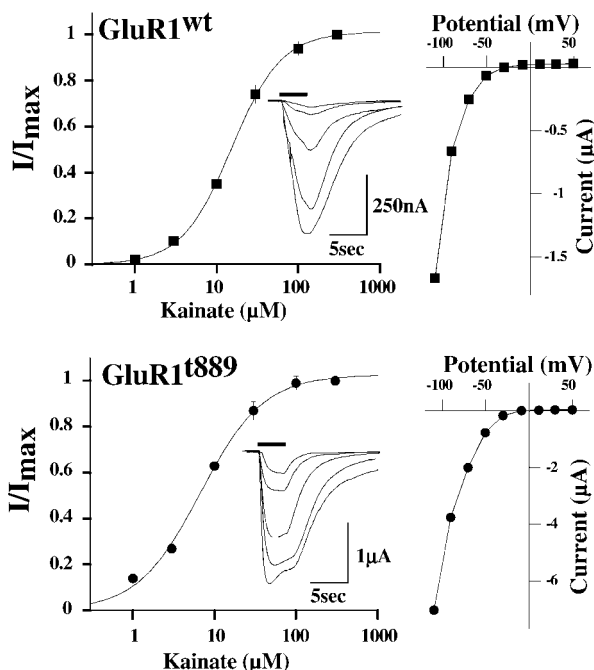 GluR1wt
I/Imax
1
0.8
0.6
0.4
0.2
0
1
10
100
1000
Kainate (µM)
250nA
5sec
Potential (mV)
-100
-50
50
-0.5
-1
-1.5
Current (µA)
GluR1t889
I/Imax
1
0.8
0.6
0.4
0.2
0
1
10
100
1000
Kainate (µM)
1µA
5sec
Potential (mV)
-100
-50
0
50
-2
-4
-6
Current (µA)